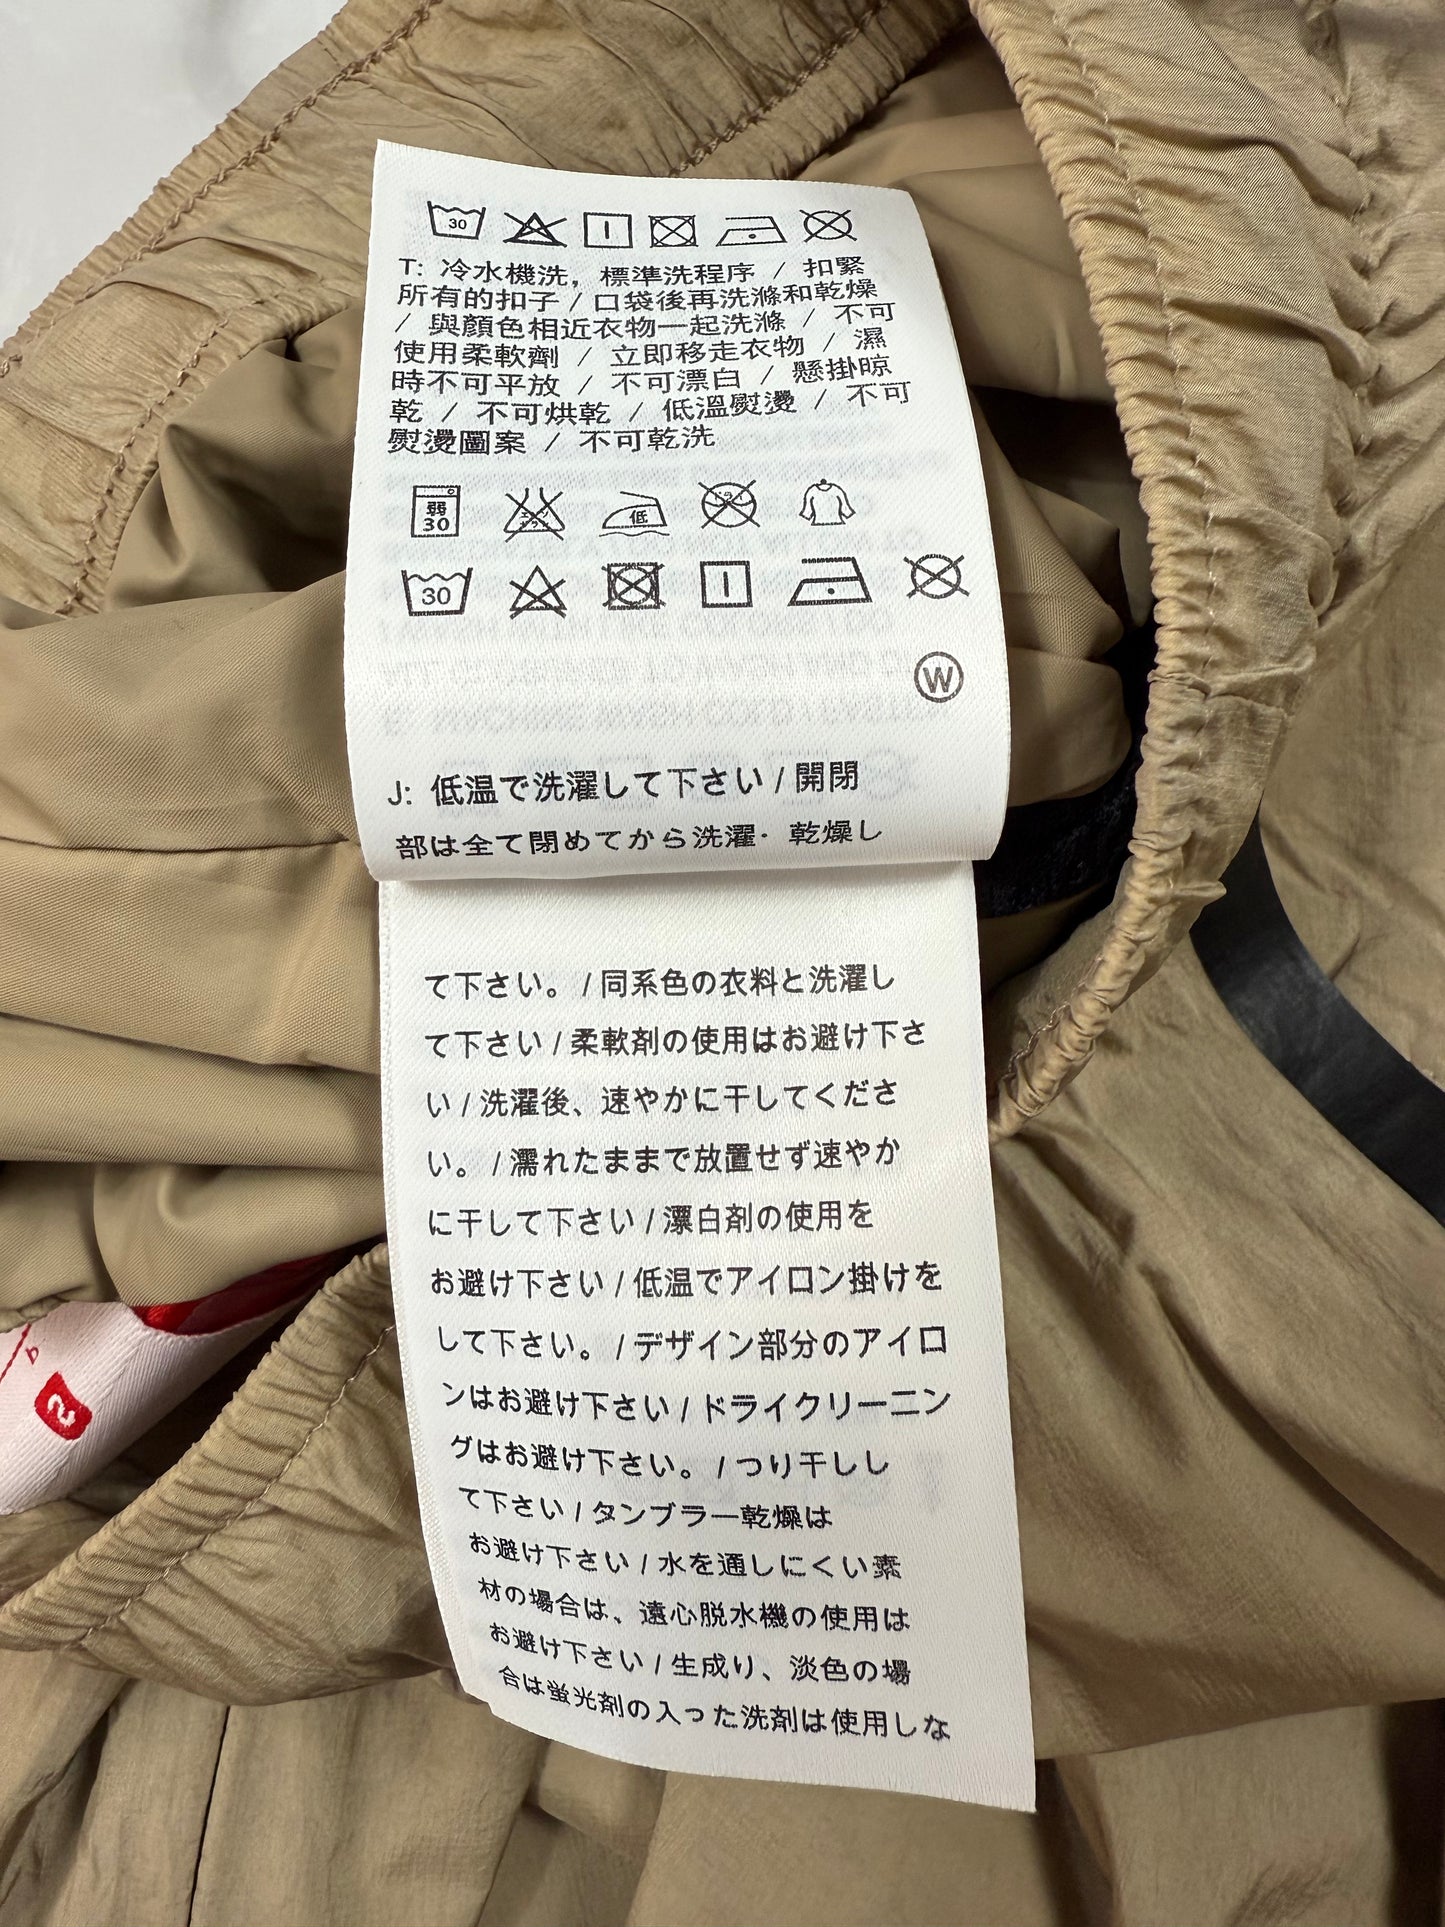 30
T: 冷水機洗，標準洗程序 / 扣緊
所有的扣子 / 口袋後再洗滌和乾燥
/ 與顏色相近衣物一起洗滌 / 不可
使用柔軟劑 / 立即移走衣物 / 濕
時不可平放 / 不可漂白 / 懸掛晾
乾 / 不可烘乾 / 低溫熨燙 / 不可
熨燙圖案 / 不可乾洗
弱 エンソ サラシ 低
30
30
W
J: 低温で洗濯して下さい / 開閉
部は全て閉めてから洗濯・乾燥し
て下さい。 / 同系色の衣料と洗濯し
て下さい / 柔軟剤の使用はお避け下さ
い / 洗濯後、速やかに干してくださ
い。 / 濡れたままで放置せず速やか
に干して下さい / 漂白剤の使用を
お避け下さい / 低温でアイロン掛けを
して下さい。 / デザイン部分のアイロ
ンはお避け下さい / ドライクリーニン
グはお避け下さい。 / つり干しし
て下さい / タンブラー乾燥は
お避け下さい / 水を通しにくい素
材の場合は、遠心脱水機の使用は
お避け下さい / 生成り、淡色の場
合は蛍光剤の入った洗剤は使用しな
2